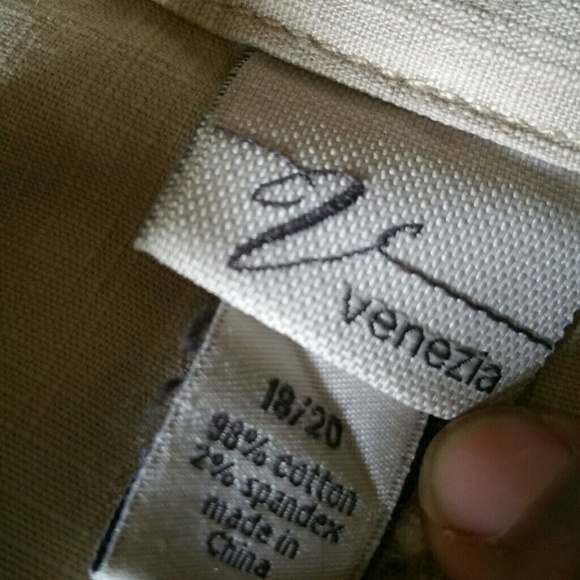 V
venezia
18/20
98% cotton
2% spandex
made in
China